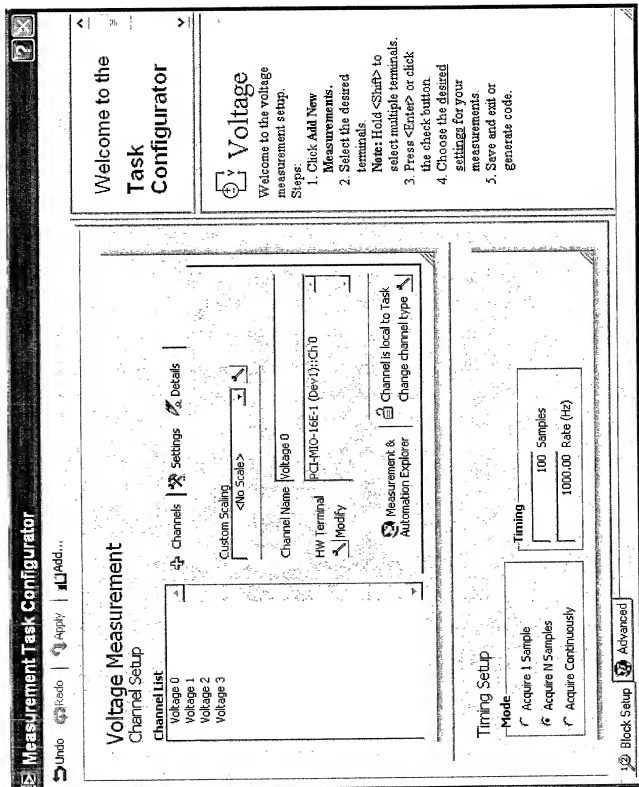 Measurement Task Configurator
Undo Redo Apply Add...
Voltage Measurement
Channel Setup
Channel List
Voltage 0
Voltage 1
Voltage 2
Voltage 3
Channels Settings Details
Custom Scaling
<No Scale>
Channel Name Voltage 0
HW Terminal PCI-MIO-16E-1 (Dev1)::Ch0
Modify
Measurement &
Automation Explorer
Channel is local to Task
Change channel type
Timing Setup
Mode
Acquire 1 Sample
Acquire N Samples
Acquire Continuously
Timing
100 Samples
1000.00 Rate (Hz)
Block Setup Advanced
Welcome to the
Task
Configurator
Voltage
Welcome to the voltage
measurement setup.
Steps:
1. Click Add New
Measurements.
2. Select the desired
terminals.
Note: Hold <Shift> to
select multiple terminals.
3. Press <Enter> or click
the check button.
4. Choose the desired
settings for your
measurements.
5. Save and exit or
generate code.